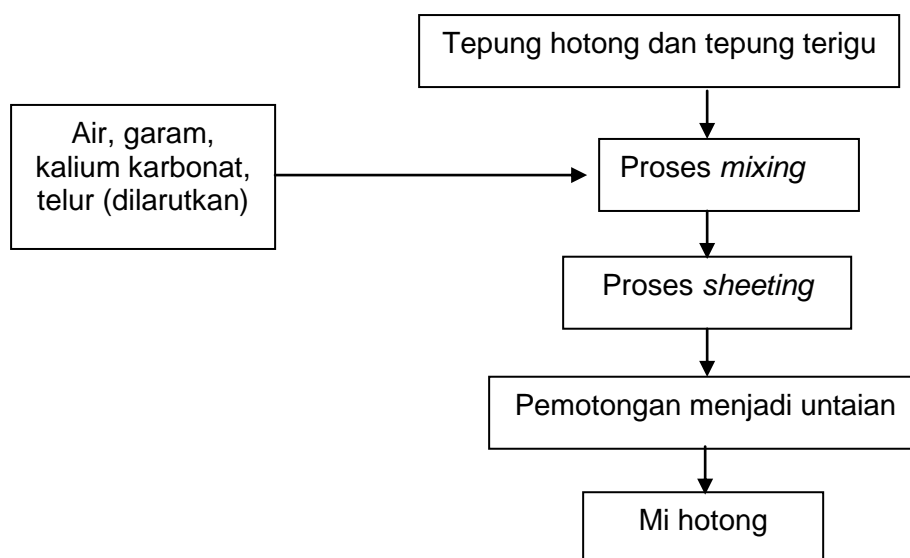 Tepung hotong dan tepung terigu
Air, garam,
kalium karbonat,
telur (dilarutkan)
Proses mixing
Proses sheeting
Pemotongan menjadi untaian
Mi hotong